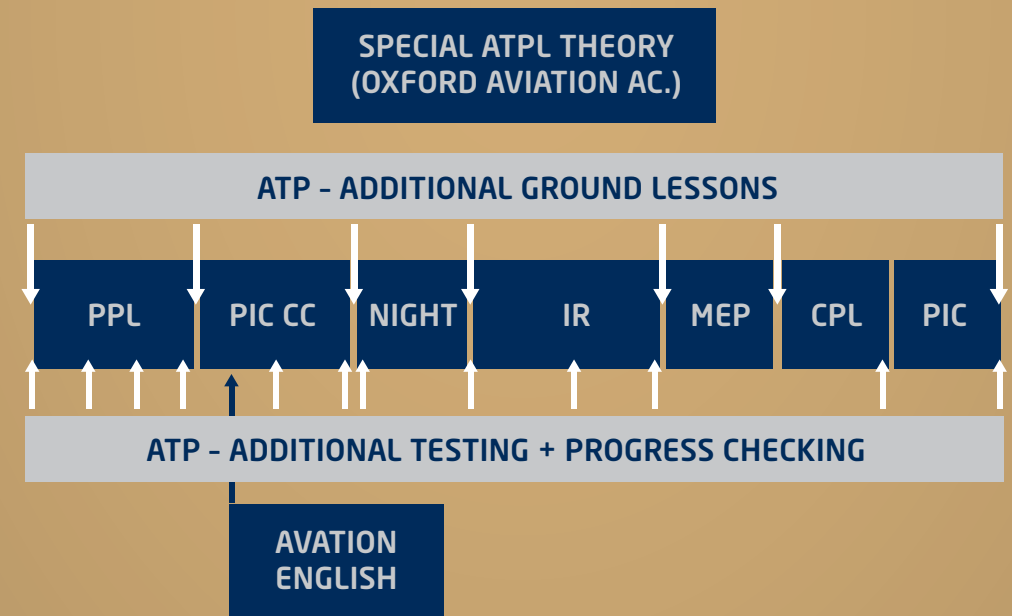 SPECIAL ATPL THEORY
(OXFORD AVIATION AC.)
ATP - ADDITIONAL GROUND LESSONS
PPL
PIC CC
NIGHT
IR
MEP
CPL
PIC
ATP - ADDITIONAL TESTING + PROGRESS CHECKING
AVATION
ENGLISH